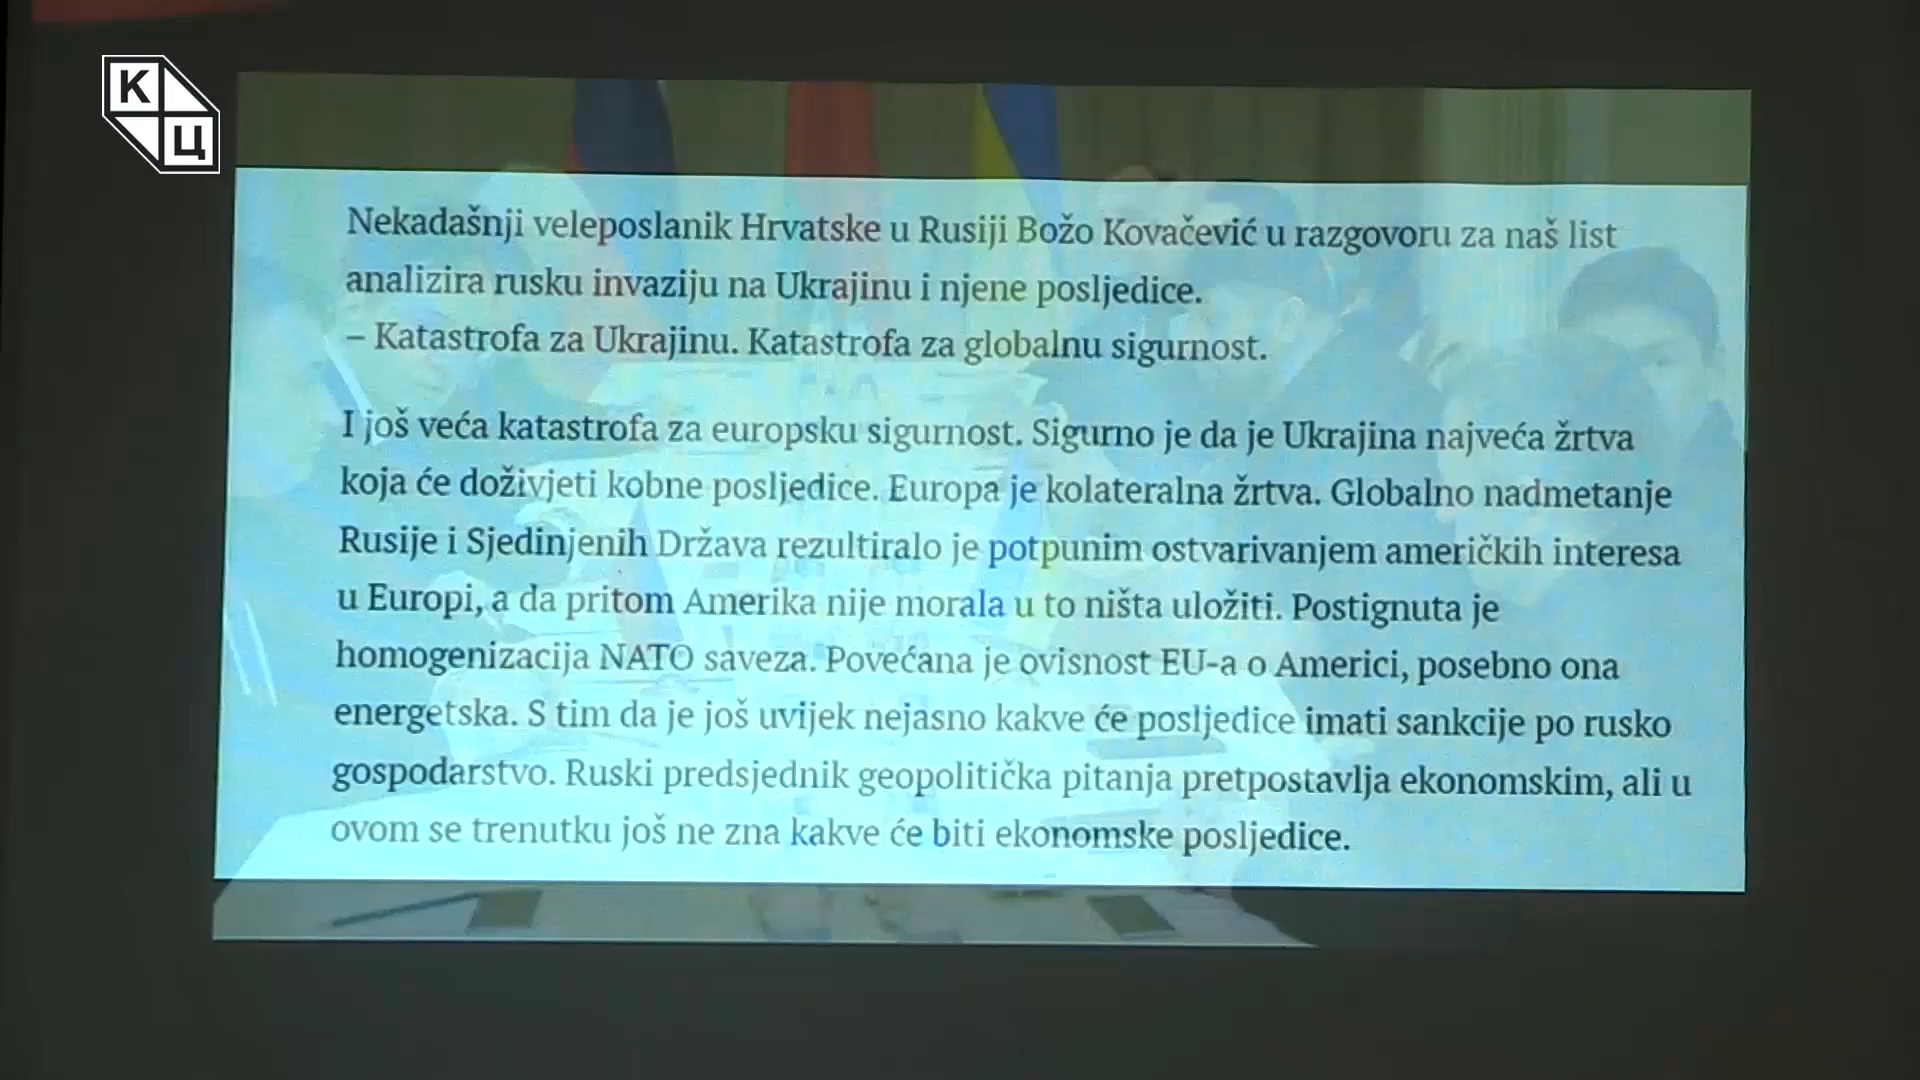 К
Ц
Nekadašnji veleposlanik Hrvatske u Rusiji Božo Kovačević u razgovoru za naš list
analizira rusku invaziju na Ukrajinu i njene posljedice.
– Katastrofa za Ukrajinu. Katastrofa za globalnu sigurnost.
I još veća katastrofa za europsku sigurnost. Sigurno je da je Ukrajina najveća žrtva
koja će doživjeti kobne posljedice. Europa je kolateralna žrtva. Globalno nadmetanje
Rusije i Sjedinjenih Država rezultiralo je potpunim ostvarivanjem američkih interesa
u Europi, a da pritom Amerika nije morala u to ništa uložiti. Postignuta je
homogenizacija NATO saveza. Povećana je ovisnost EU-a o Americi, posebno ona
energetska. S tim da je još uvijek nejasno kakve će posljedice imati sankcije po rusko
gospodarstvo. Ruski predsjednik geopolitička pitanja pretpostavlja ekonomskim, ali u
ovom se trenutku još ne zna kakve će biti ekonomske posljedice.